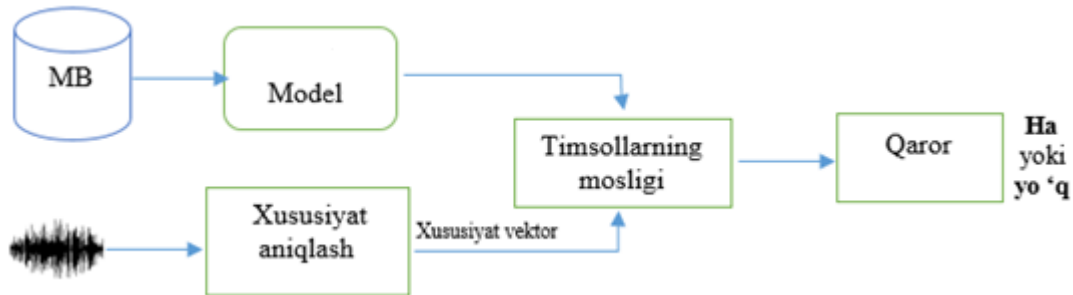 MB
Model
Timsollarning
mosligi
Qaror
Ha
yoki
yo ‘q
Xususiyat
aniqlash
Xususiyat vektor